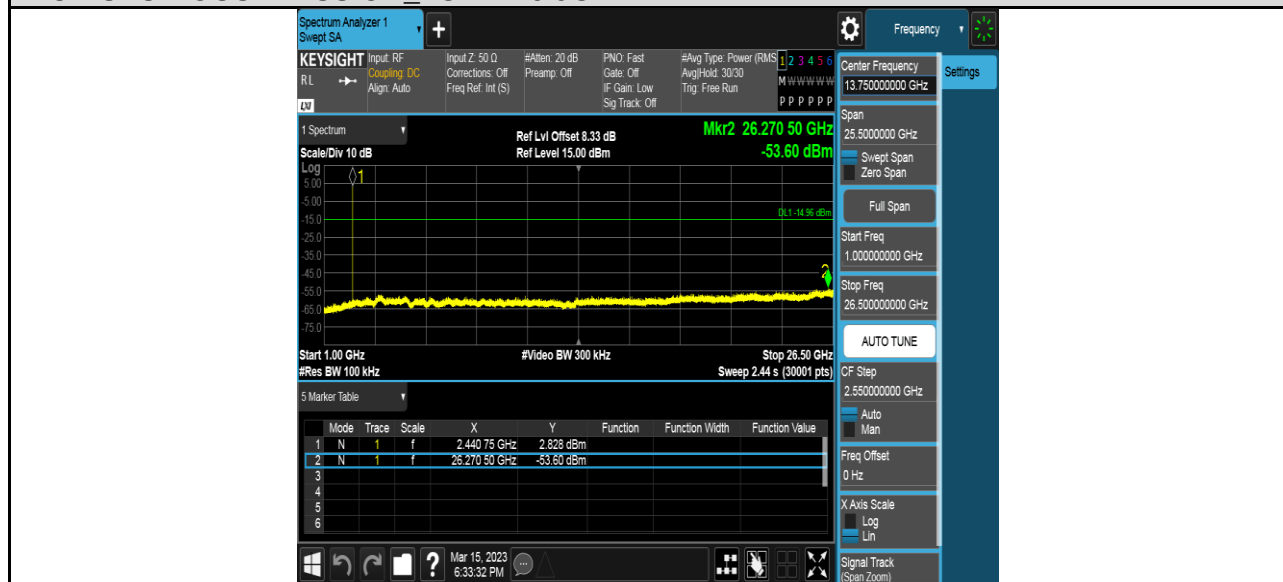 Spectrum Analyzer 1
Swept SA
+
Frequency
KEYSIGHT
Input: RF
Input Z: 50 Ω
#Atten: 20 dB
PNO: Fast
#Avg Type: Power (RMS
1 2 3 4 5 6
RL
Coupling: DC
Corrections: Off
Preamp: Off
Gate: Off
Avg|Hold: 30/30
M W W W W W
Align: Auto
Freq Ref: Int (S)
IF Gain: Low
Trig: Free Run
LXI
Sig Track: Off
P P P P P P
1 Spectrum
Ref Lvl Offset 8.33 dB
Mkr2 26.270 50 GHz
Scale/Div 10 dB
Ref Level 15.00 dBm
-53.60 dBm
Log
1
5.00
-5.00
-15.0
DL1 -14.96 dBm
-25.0
-35.0
-45.0
2
-55.0
-65.0
-75.0
Start 1.00 GHz
#Video BW 300 kHz
Stop 26.50 GHz
#Res BW 100 kHz
Sweep 2.44 s (30001 pts)
5 Marker Table
Mode Trace Scale X Y Function Function Width Function Value
1 N 1 f 2.440 75 GHz 2.828 dBm
2 N 1 f 26.270 50 GHz -53.60 dBm
3
4
5
6
?
Mar 15, 2023
6:33:32 PM
Center Frequency
13.750000000 GHz
Settings
Span
25.5000000 GHz
Swept Span
Zero Span
Full Span
Start Freq
1.000000000 GHz
Stop Freq
26.500000000 GHz
AUTO TUNE
CF Step
2.550000000 GHz
Auto
Man
Freq Offset
0 Hz
X Axis Scale
Log
Lin
Signal Track
(Span Zoom)